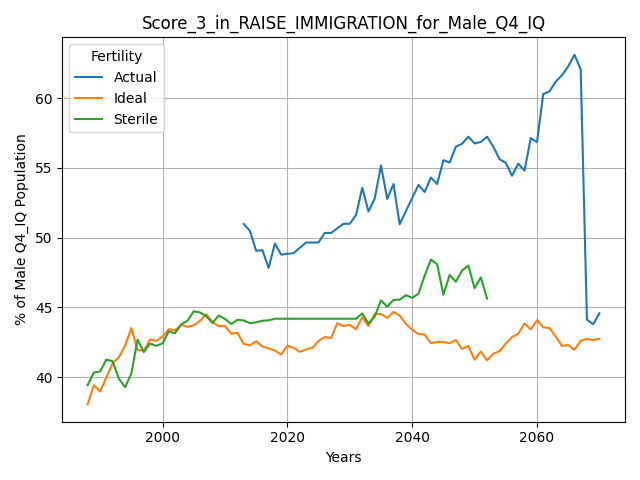 Score_3_in_RAISE_IMMIGRATION_for_Male_Q4_IQ
Fertility
Actual
Ideal
Sterile
% of Male Q4_IQ Population
60
55
50
45
40
2000
2020
2040
2060
Years